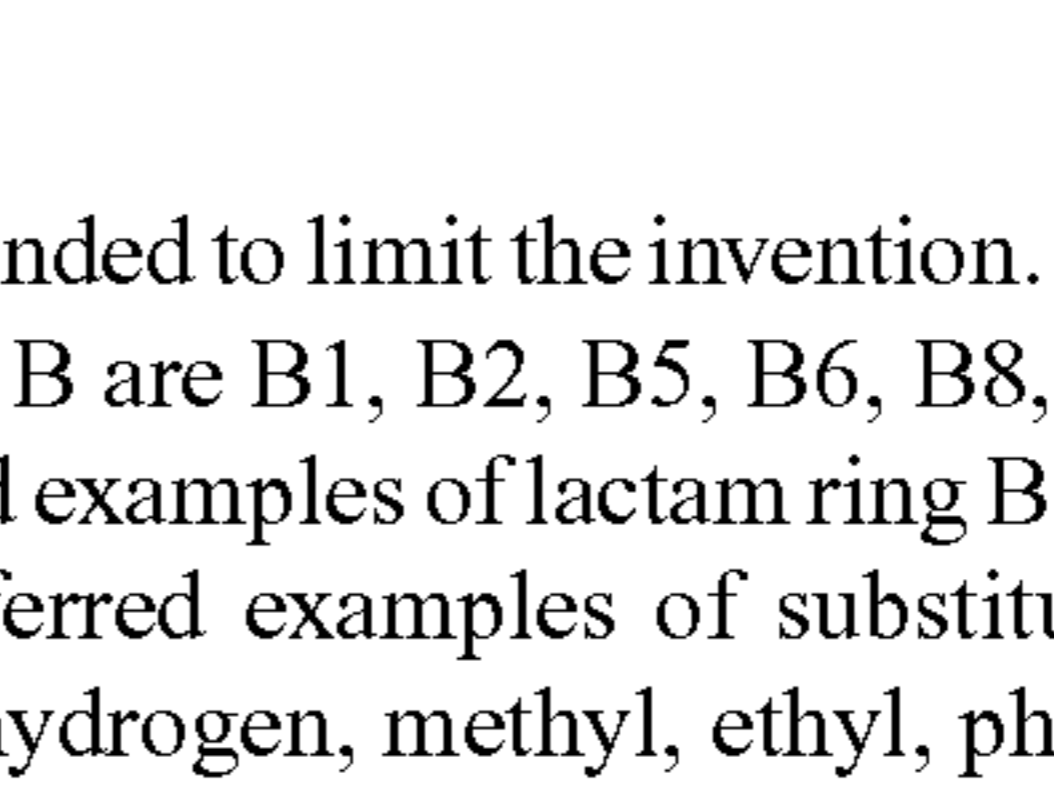 nded to limit the invention.
B are B1, B2, B5, B6, B8,
examples of lactam ring B
erred examples of substitu
ydrogen, methyl, ethyl, ph